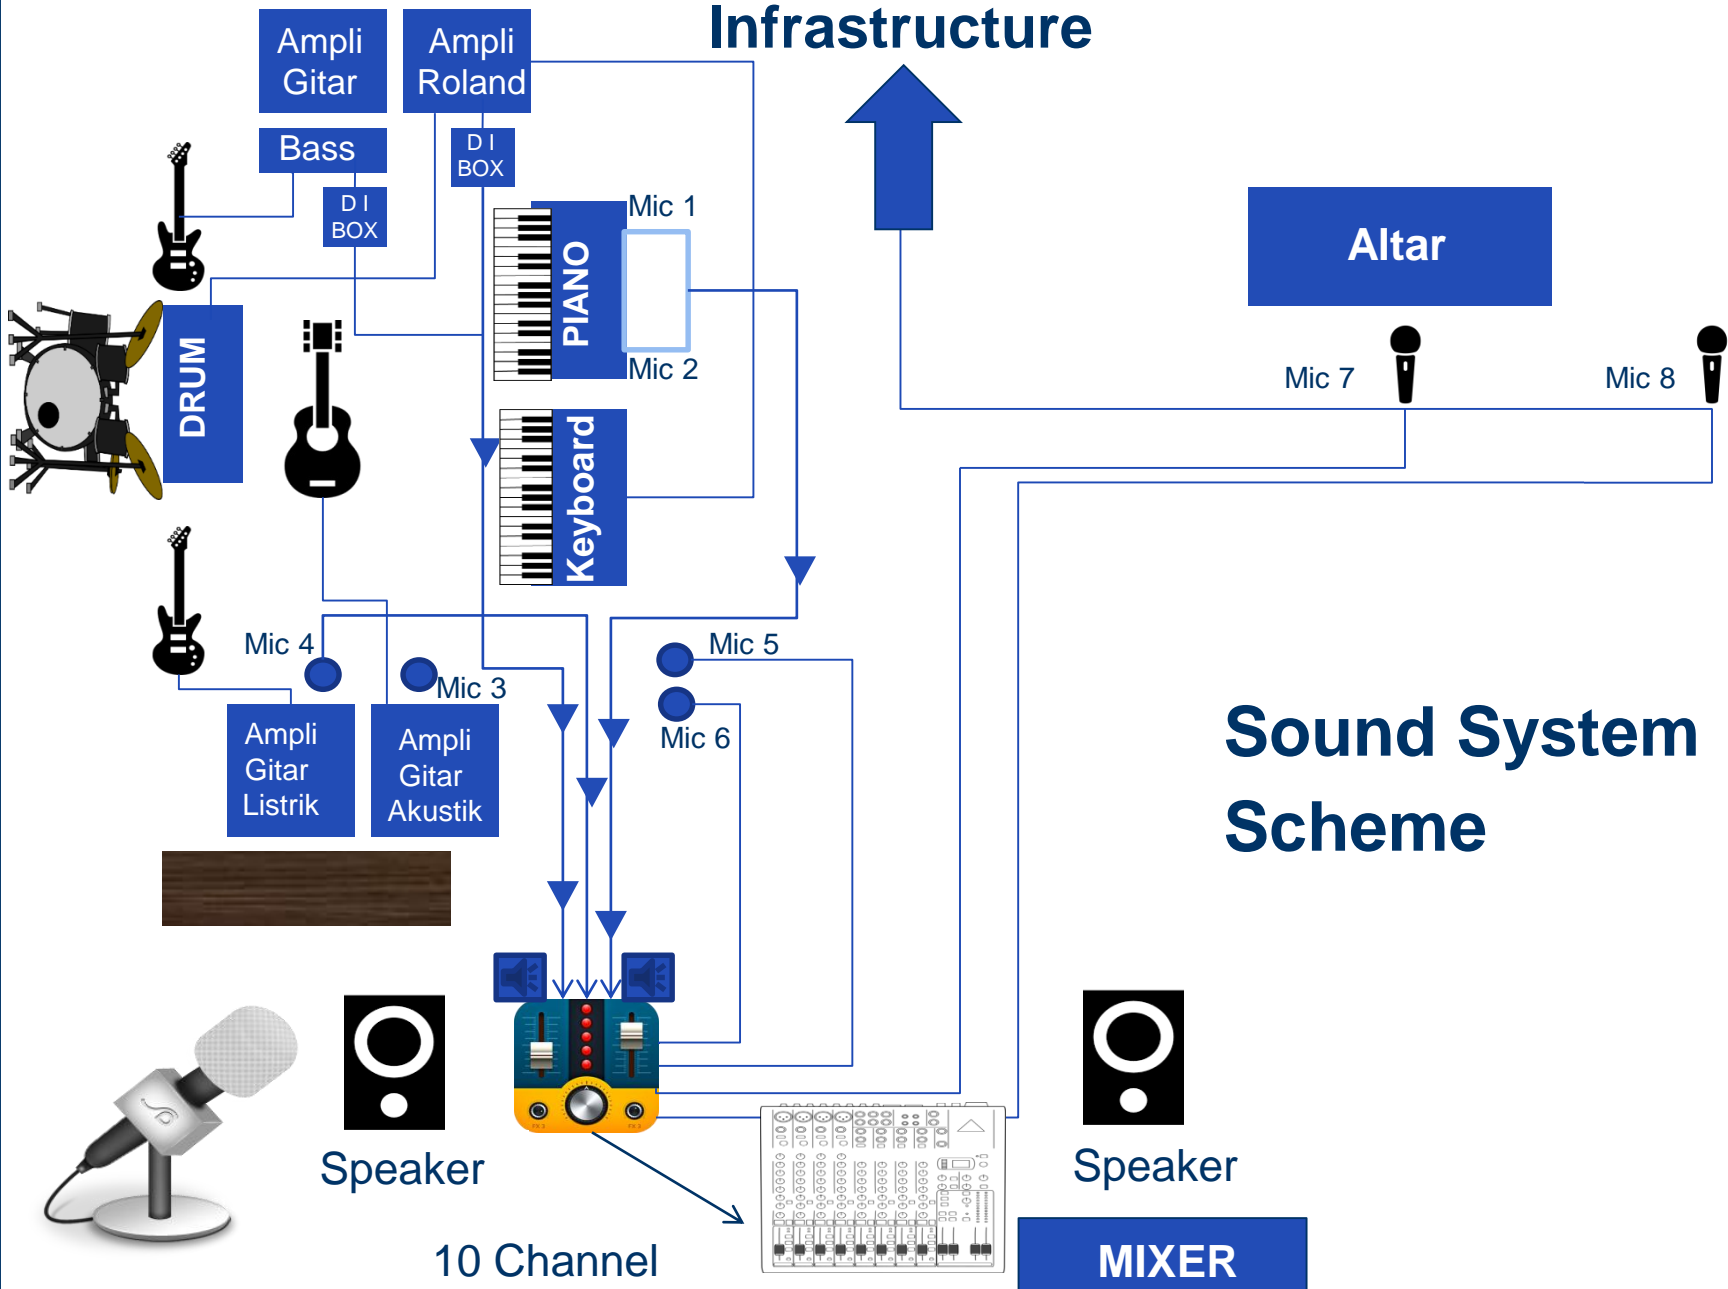 Infrastructure
Ampli
Gitar
Ampli
Roland
Bass
D I
BOX
D I
BOX
Mic 1
PIANO
Mic 2
Altar
DRUM
Mic 7
Mic 8
Keyboard
Mic 4
Mic 3
Mic 5
Mic 6
Ampli
Gitar
Listrik
Ampli
Gitar
Akustik
Sound System
Scheme
Speaker
Speaker
10 Channel
MIXER